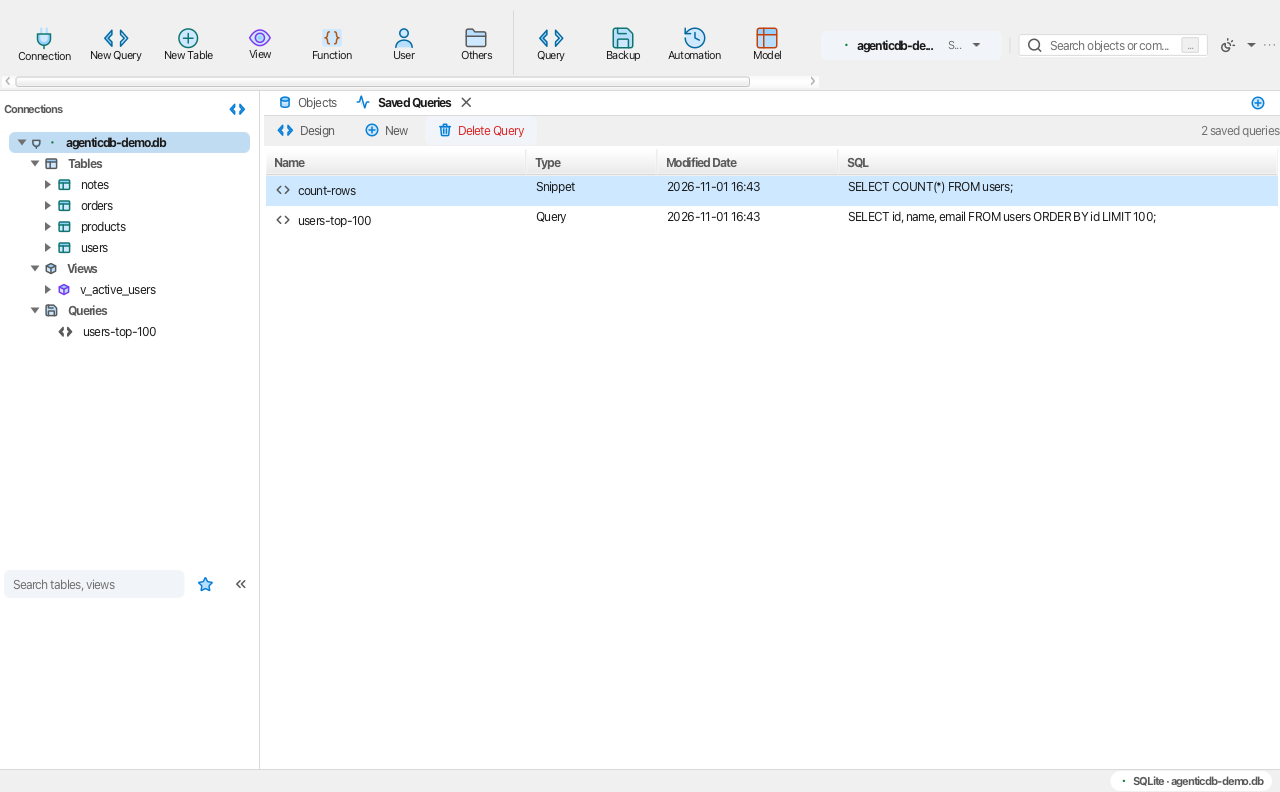 Connection
New Query
New Table
View
Function
User
Others
Query
Backup
Automation
Model
agenticdb-de...
S...
Search objects or com...
...
Connections
agenticdb-demo.db
Tables
notes
orders
products
users
Views
v_active_users
Queries
users-top-100
Search tables, views
Objects
Saved Queries
Design
New
Delete Query
2 saved queries
Name Type Modified Date SQL
count-rows Snippet 2026-11-01 16:43 SELECT COUNT(*) FROM users;
users-top-100 Query 2026-11-01 16:43 SELECT id, name, email FROM users ORDER BY id LIMIT 100;
SQLite · agenticdb-demo.db